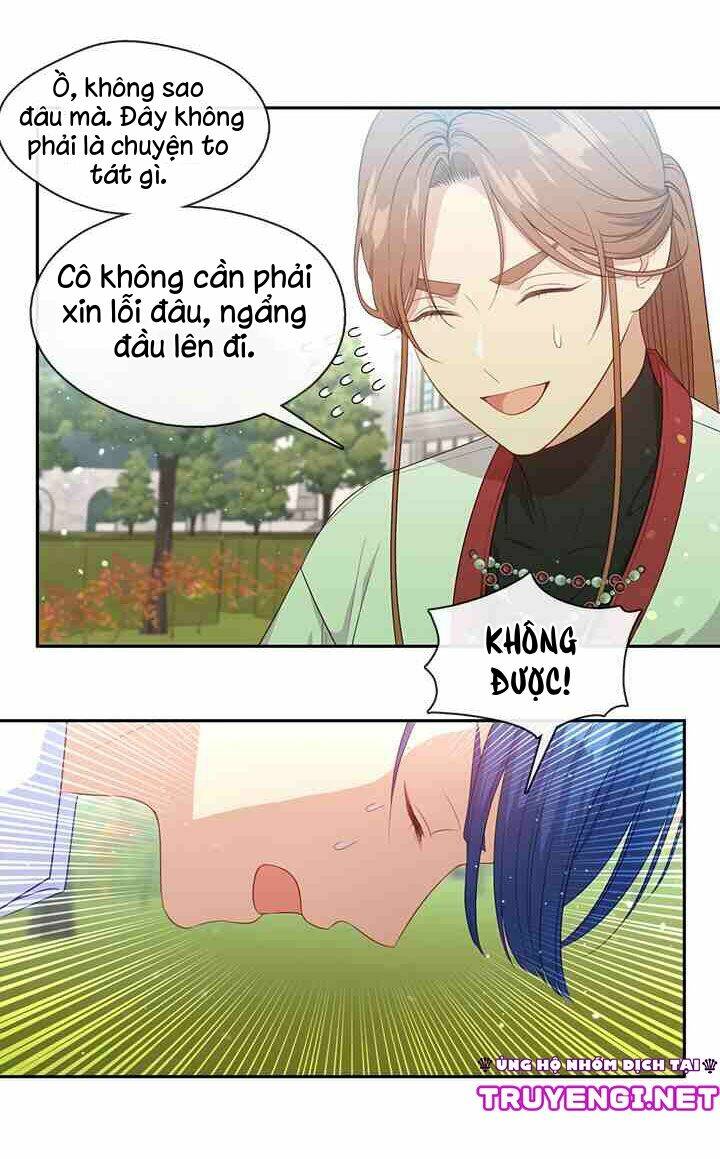 Ồ, không sao
đâu mà. Đây không
phải là chuyện to
tát gì.
Cô không cần phải
xin lỗi đâu, ngẩng
đầu lên đi.
KHÔNG
ĐƯỢC!
ỦNG HỘ NHÓM DỊCH TẠI
TRUYENGI.NET